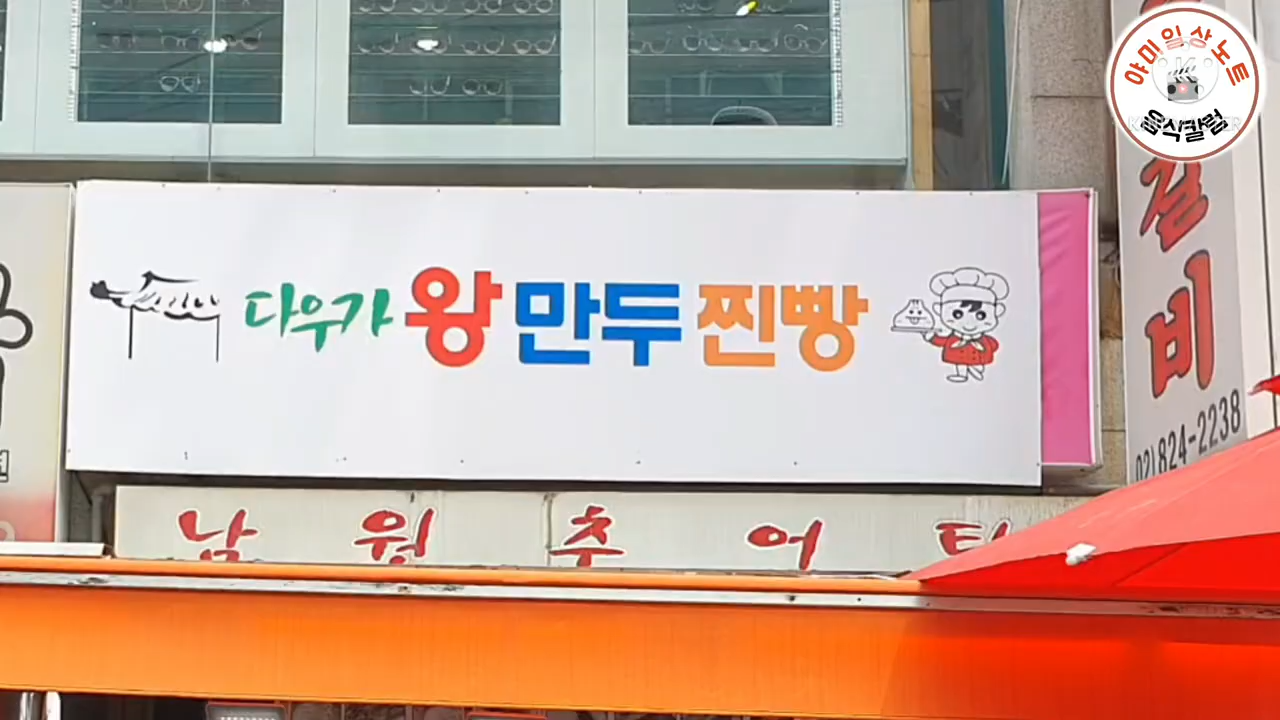 야미일상노트
음식칼럼
다우가 왕만두찐빵
갈비
02)824-2238
남원추어탕